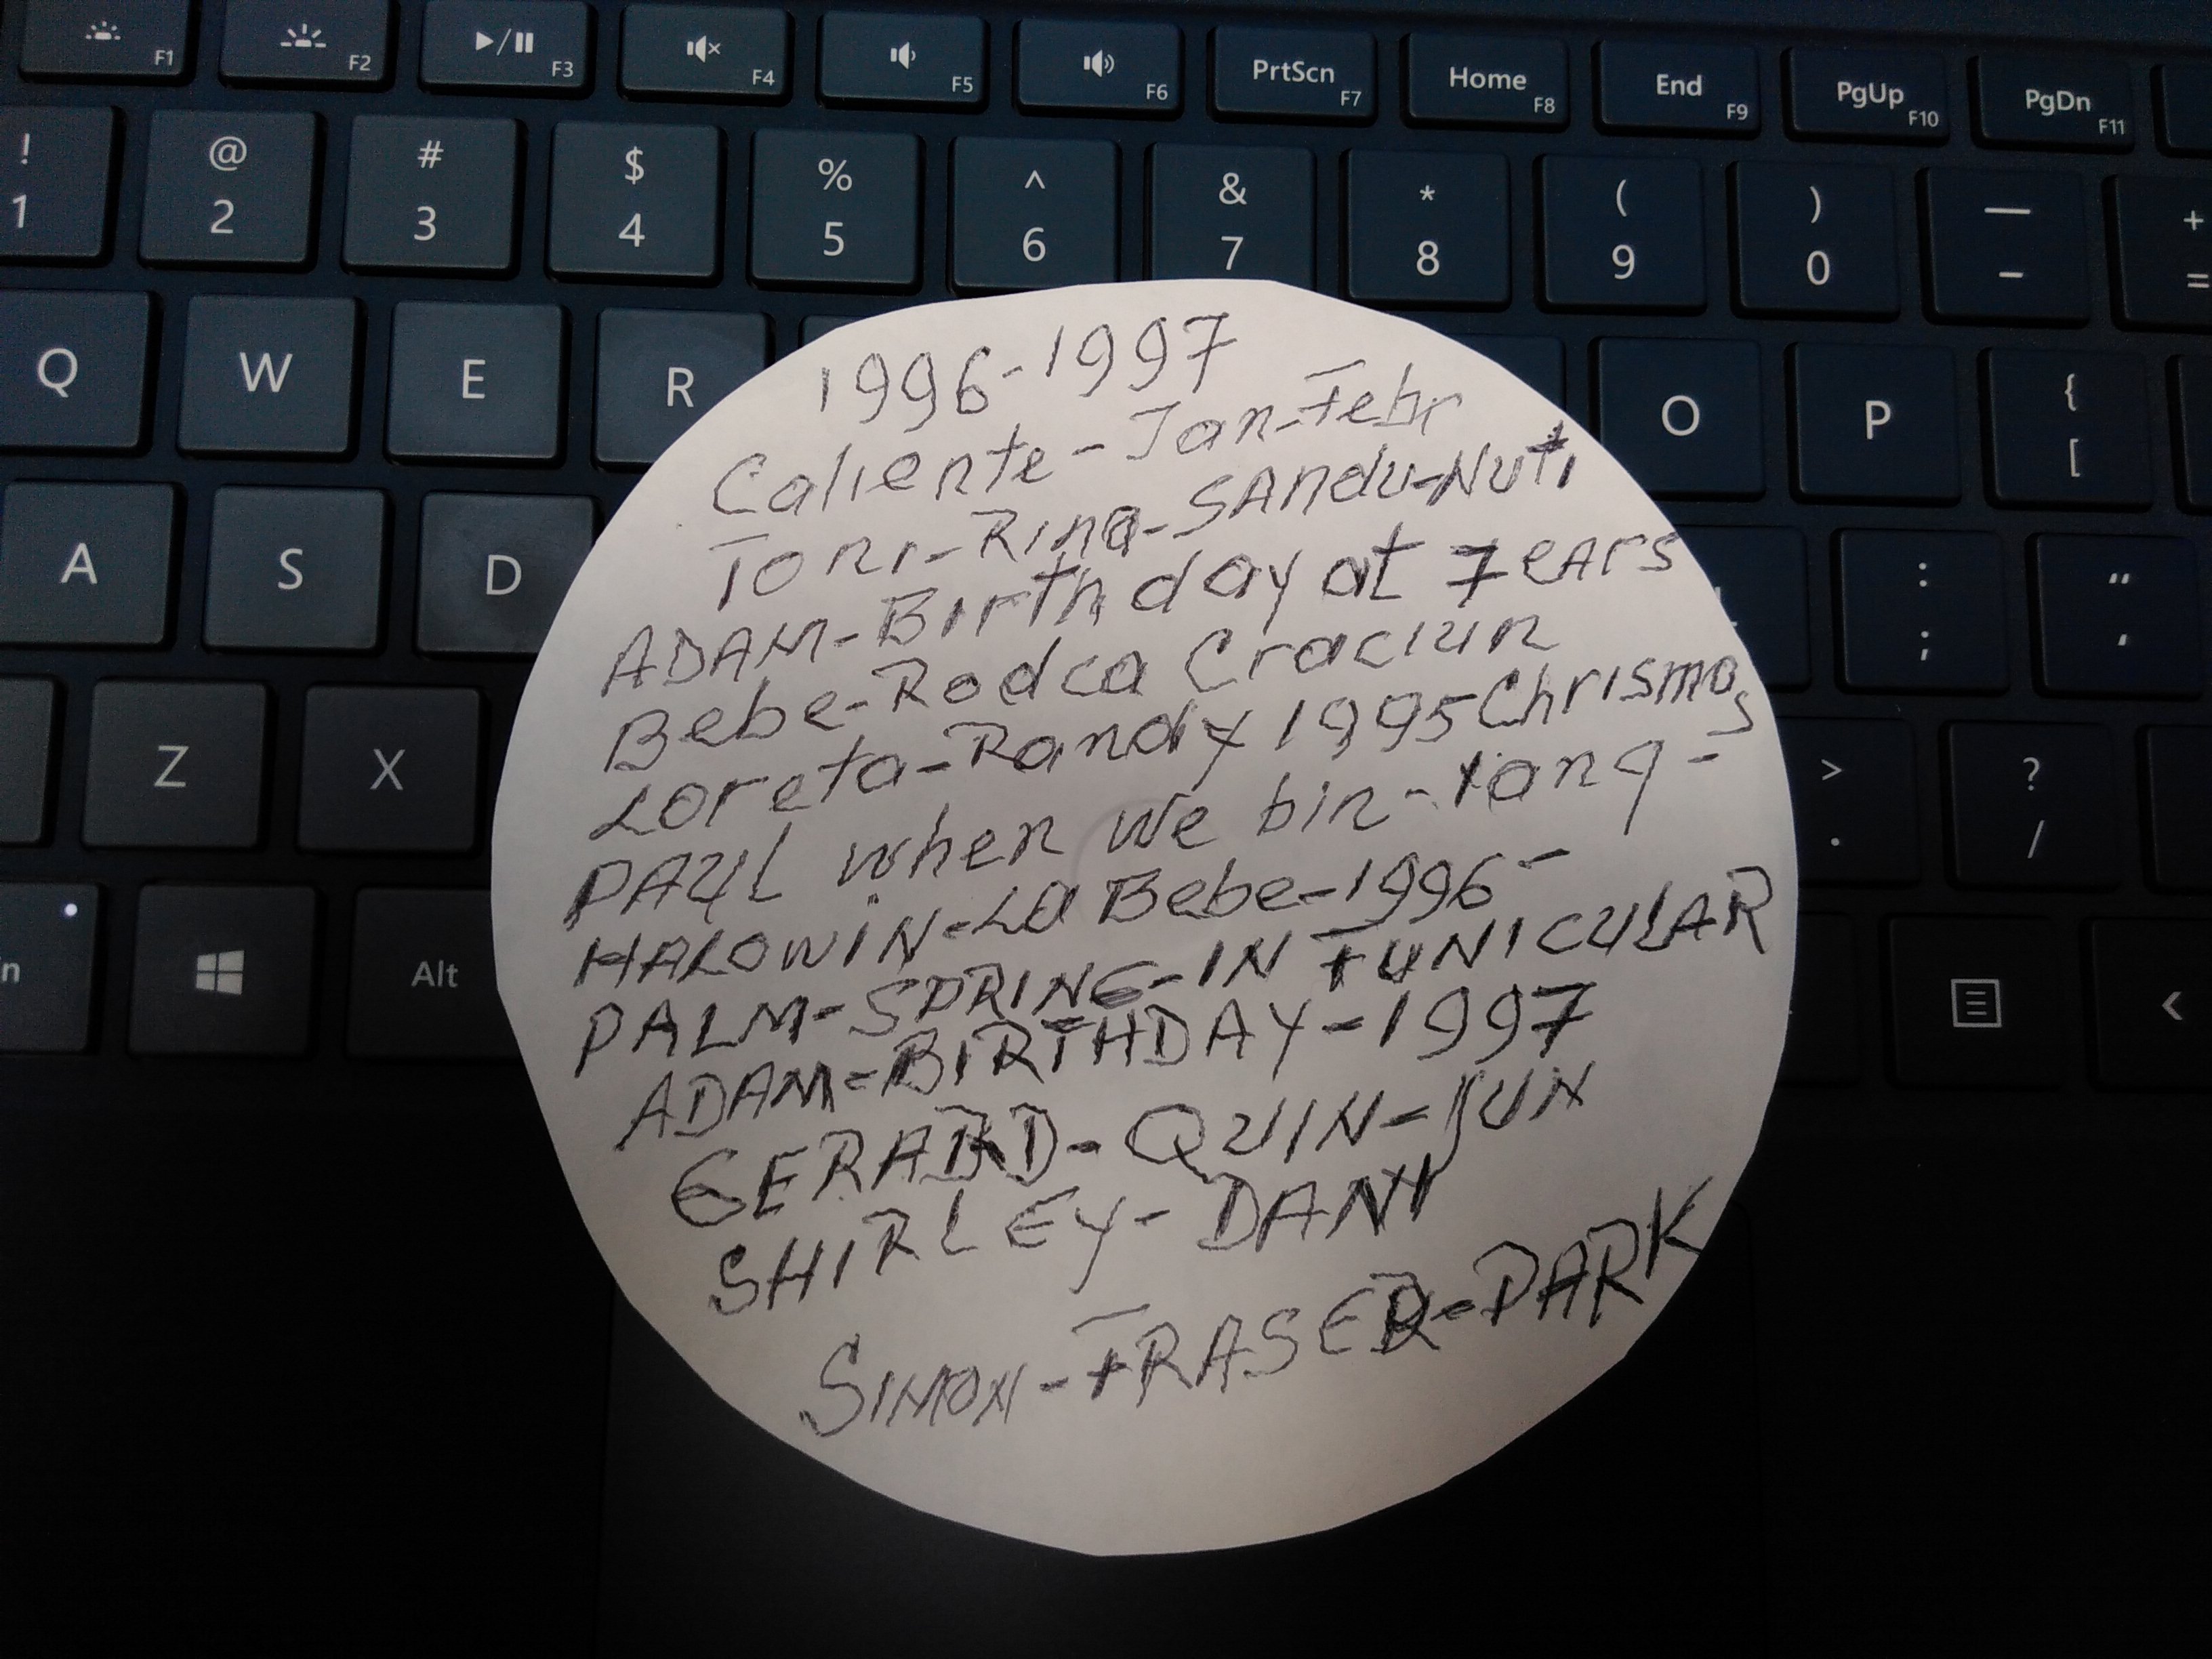 F1 F2 F3 F4 F5 F6 PrtScn F7 Home F8 End F9 PgUp F10 PgDn F11
! 1 @ 2 # 3 $ 4 % 5 ^ 6 & 7 * 8 ( 9 ) 0 — - + =
Q W E R O P { [
A S D : ; " '
Z X > . ? /
n Alt <
1996-1997
Caliente-Jan-Febr
Toni-Rina-SAndu-Nuti
ADAM-Birthday at 7ears
Bebe-Rodca Craciun
Loreta-Randy 1995 Chrismas
PAUL when we bin-
HALOWIN-La Bebe-1996-
PALM-SPRING-IN FUNICULAR
ADAM-BIRTHDAY-1997
GERARD-QUIN-JUN
SHIRLEY-DANY
SIMON-FRASER-PARK